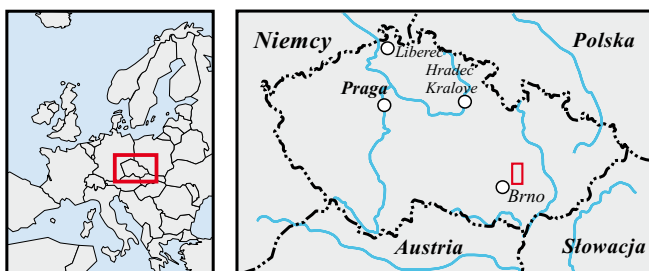 Niemcy
Polska
Liberec
Hradec
Kralove
Praga
Brno
Austria
Słowacja